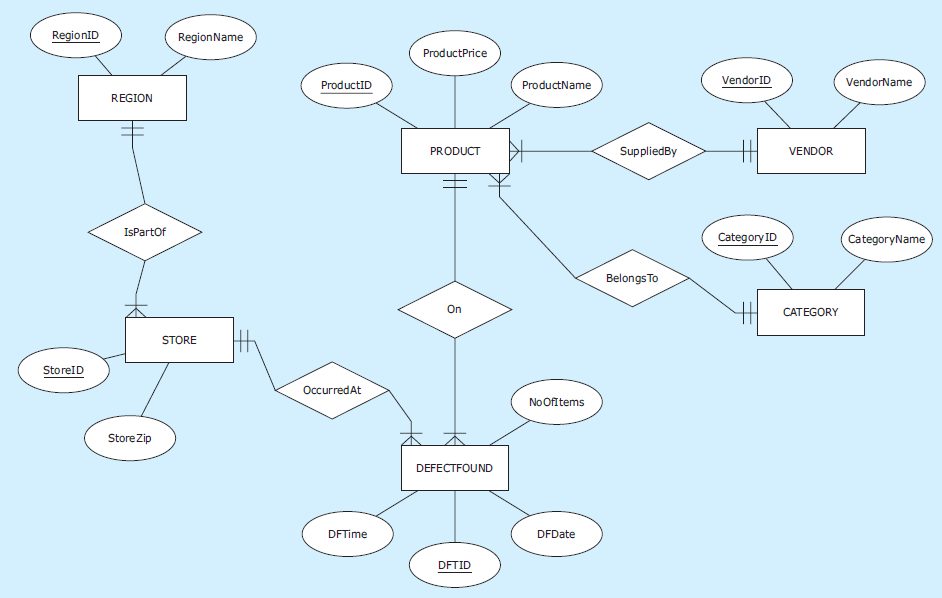 RegionID
RegionName
REGION
IsPartOf
STORE
StoreID
StoreZip
OccurredAt
ProductPrice
ProductID
ProductName
PRODUCT
SuppliedBy
VendorID
VendorName
VENDOR
BelongsTo
CategoryID
CategoryName
CATEGORY
On
NoOfItems
DEFECTFOUND
DFTime
DFTID
DFDate